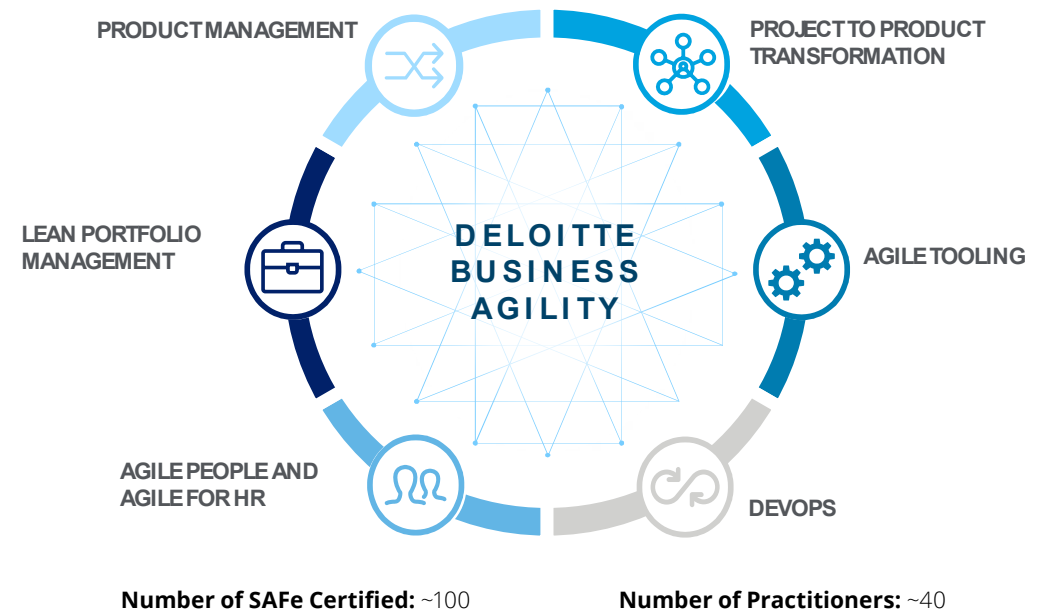 PRODUCT MANAGEMENT
PROJECT TO PRODUCT
TRANSFORMATION
LEAN PORTFOLIO
MANAGEMENT
DELOITTE
BUSINESS
AGILITY
AGILE TOOLING
AGILE PEOPLE AND
AGILE FOR HR
DEVOPS
Number of SAFe Certified: ~100
Number of Practitioners: ~40